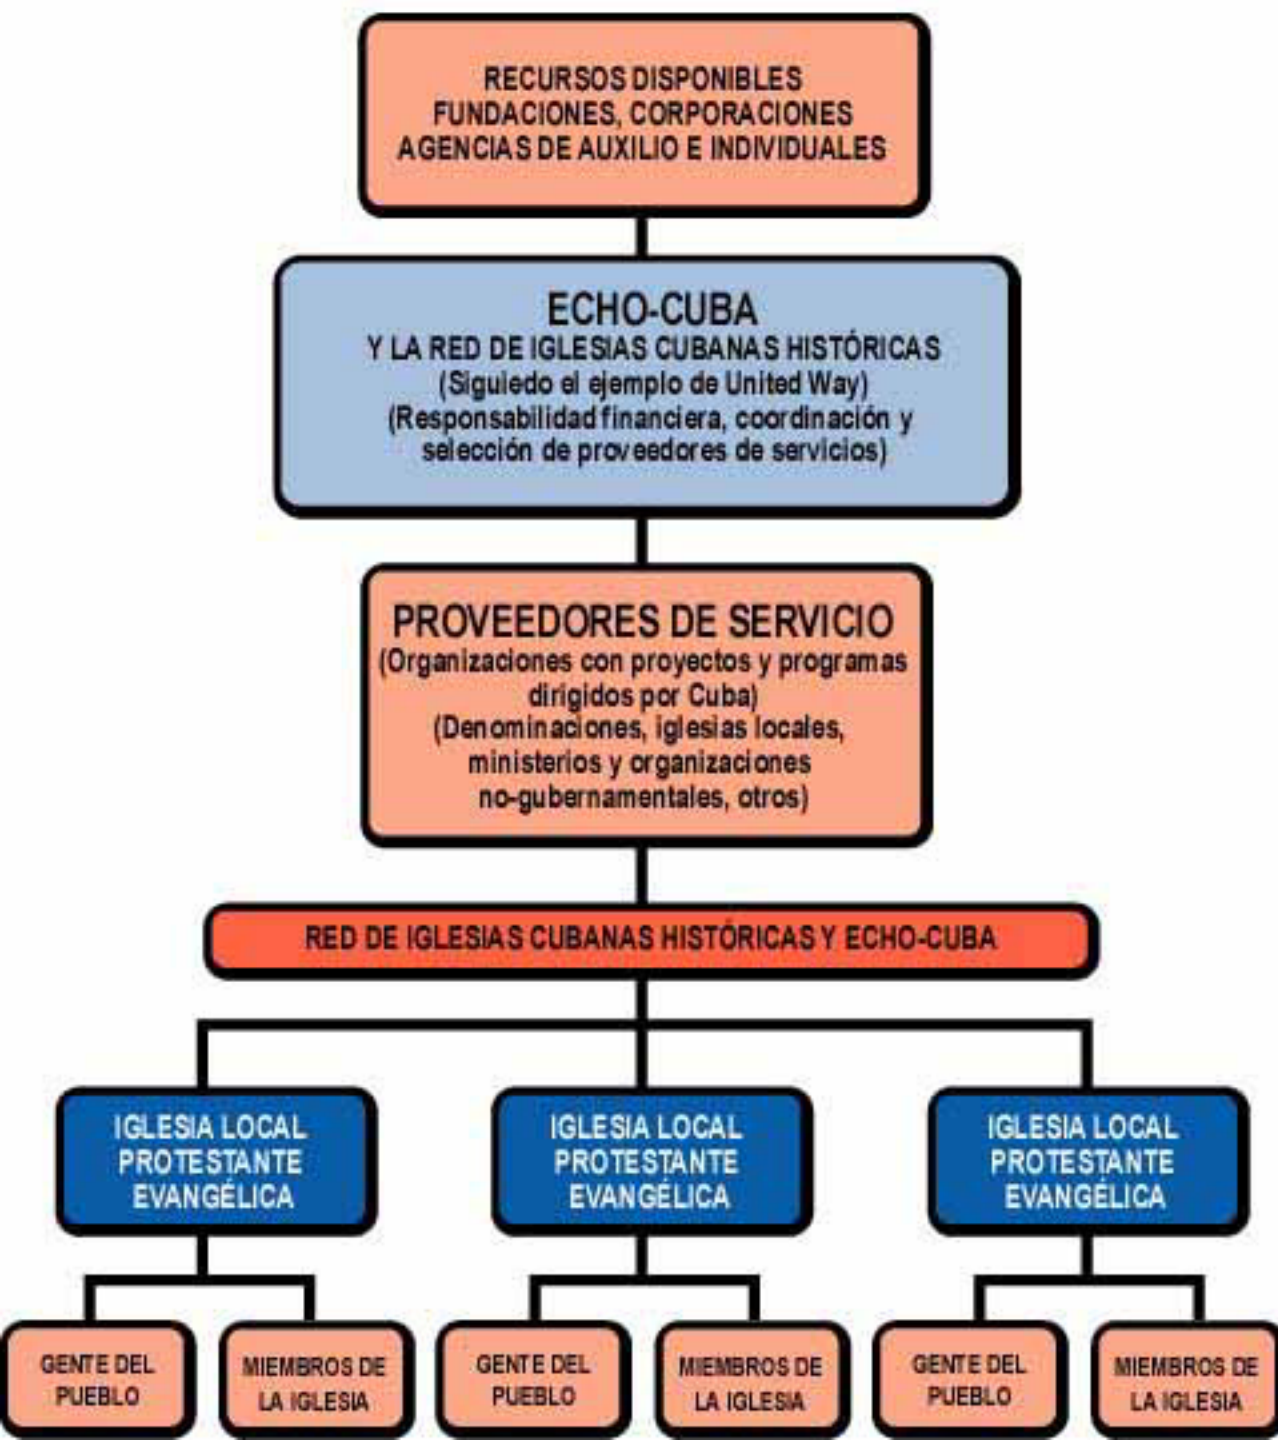 RECURSOS DISPONIBLES
FUNDACIONES, CORPORACIONES
AGENCIAS DE AUXILIO E INDIVIDUALES
ECHO-CUBA
Y LA RED DE IGLESIAS CUBANAS HISTÓRICAS
(Siguiedo el ejemplo de United Way)
(Responsabilidad financiera, coordinación y
selección de proveedores de servicios)
PROVEEDORES DE SERVICIO
(Organizaciones con proyectos y programas
dirigidos por Cuba)
(Denominaciones, iglesias locales,
ministerios y organizaciones
no-gubernamentales, otros)
RED DE IGLESIAS CUBANAS HISTÓRICAS Y ECHO-CUBA
IGLESIA LOCAL
PROTESTANTE
EVANGÉLICA
IGLESIA LOCAL
PROTESTANTE
EVANGÉLICA
IGLESIA LOCAL
PROTESTANTE
EVANGÉLICA
GENTE DEL
PUEBLO
MIEMBROS DE
LA IGLESIA
GENTE DEL
PUEBLO
MIEMBROS DE
LA IGLESIA
GENTE DEL
PUEBLO
MIEMBROS DE
LA IGLESIA